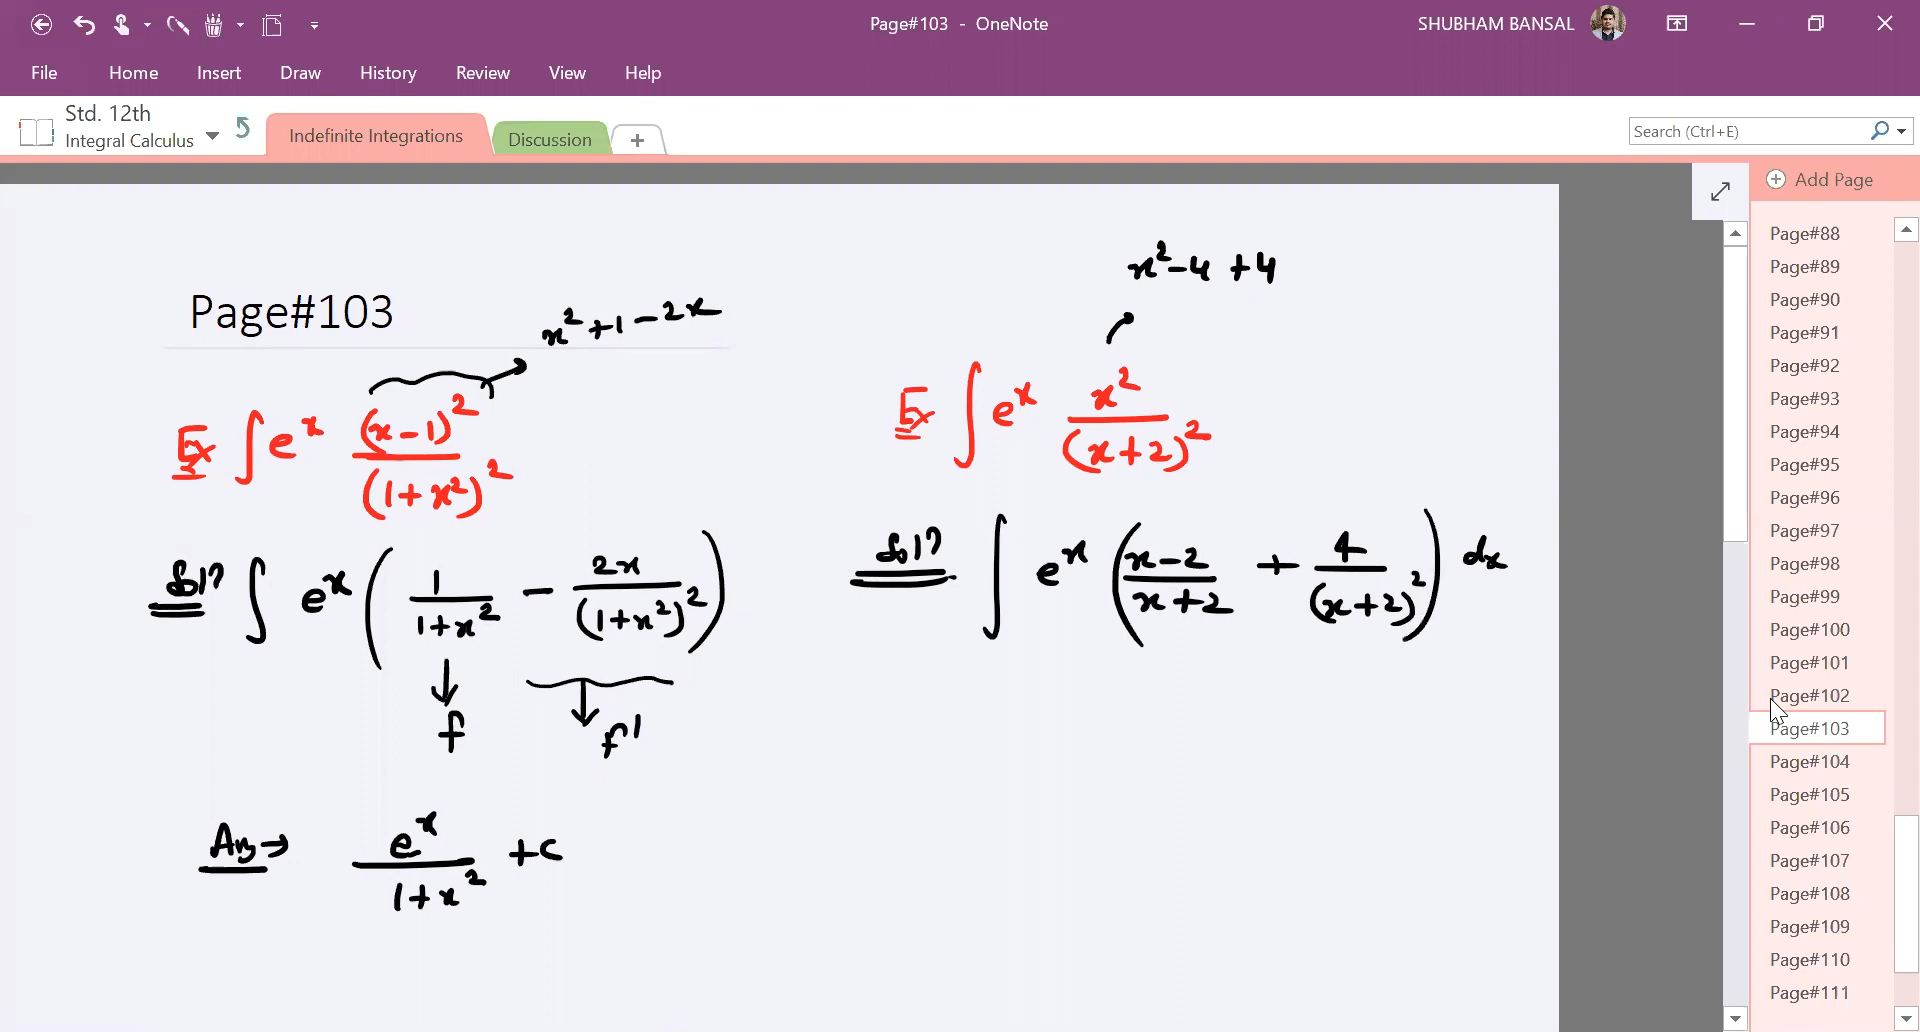 Page#103 - OneNote
SHUBHAM BANSAL
File Home Insert Draw History Review View Help
Std. 12th
Integral Calculus
Indefinite Integrations
Discussion
+
Search (Ctrl+E)
Add Page
Page#88
Page#89
Page#90
Page#91
Page#92
Page#93
Page#94
Page#95
Page#96
Page#97
Page#98
Page#99
Page#100
Page#101
Page#102
Page#103
Page#104
Page#105
Page#106
Page#107
Page#108
Page#109
Page#110
Page#111
Page#103
x² + 1 - 2x
Ex ∫ e^x (x-1)² / (1+x²)²
Sol? ∫ e^x ( 1/(1+x²) - 2x/(1+x²)² )
f f'
Ans → e^x / (1+x²) + c
x² - 4 + 4
Ex ∫ e^x x² / (x+2)²
Sol? ∫ e^x ( (x-2)/(x+2) + 4/(x+2)² ) dx